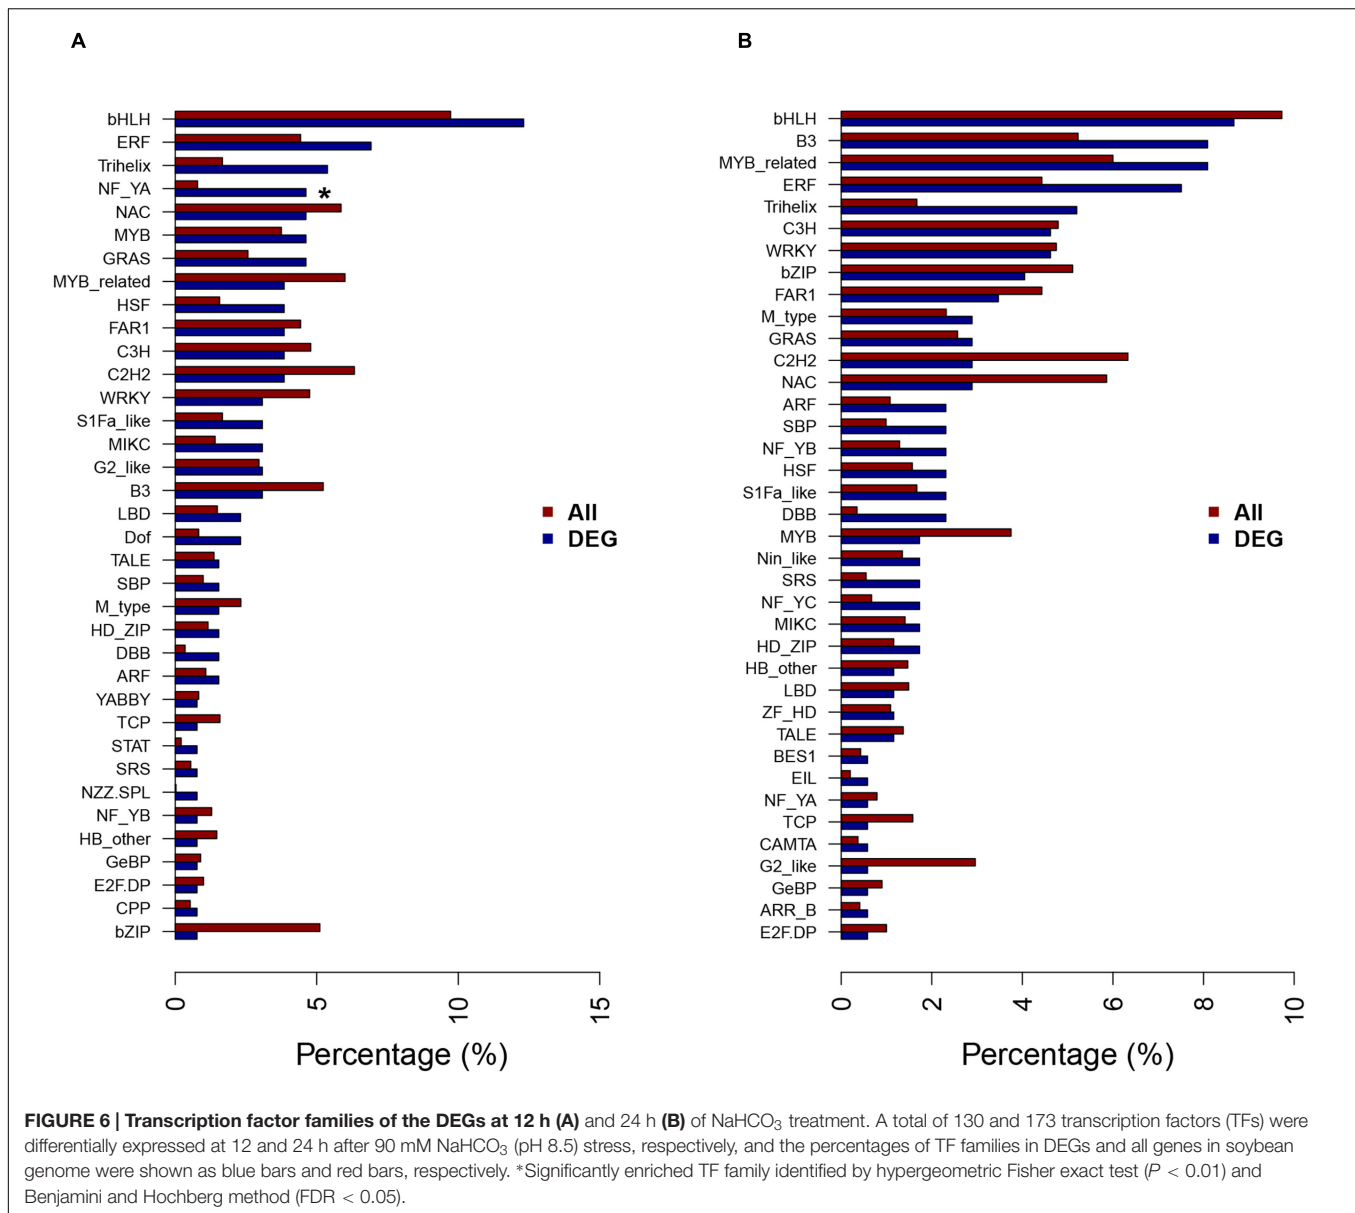 A
bHLH
ERF
Trihelix
NF_YA
*
NAC
MYB
GRAS
MYB_related
HSF
FAR1
C3H
C2H2
WRKY
S1Fa_like
MIKC
G2_like
B3
LBD
Dof
TALE
SBP
M_type
HD_ZIP
DBB
ARF
YABBY
TCP
STAT
SRS
NZZ.SPL
NF_YB
HB_other
GeBP
E2F.DP
CPP
bZIP
All
DEG
0 5 10 15
Percentage (%)
B
bHLH
B3
MYB_related
ERF
Trihelix
C3H
WRKY
bZIP
FAR1
M_type
GRAS
C2H2
NAC
ARF
SBP
NF_YB
HSF
S1Fa_like
DBB
MYB
Nin_like
SRS
NF_YC
MIKC
HD_ZIP
HB_other
LBD
ZF_HD
TALE
BES1
EIL
NF_YA
TCP
CAMTA
G2_like
GeBP
ARR_B
E2F.DP
All
DEG
0 2 4 6 8 10
Percentage (%)
FIGURE 6 | Transcription factor families of the DEGs at 12 h (A) and 24 h (B) of NaHCO3 treatment. A total of 130 and 173 transcription factors (TFs) were
differentially expressed at 12 and 24 h after 90 mM NaHCO3 (pH 8.5) stress, respectively, and the percentages of TF families in DEGs and all genes in soybean
genome were shown as blue bars and red bars, respectively. *Significantly enriched TF family identified by hypergeometric Fisher exact test (P < 0.01) and
Benjamini and Hochberg method (FDR < 0.05).